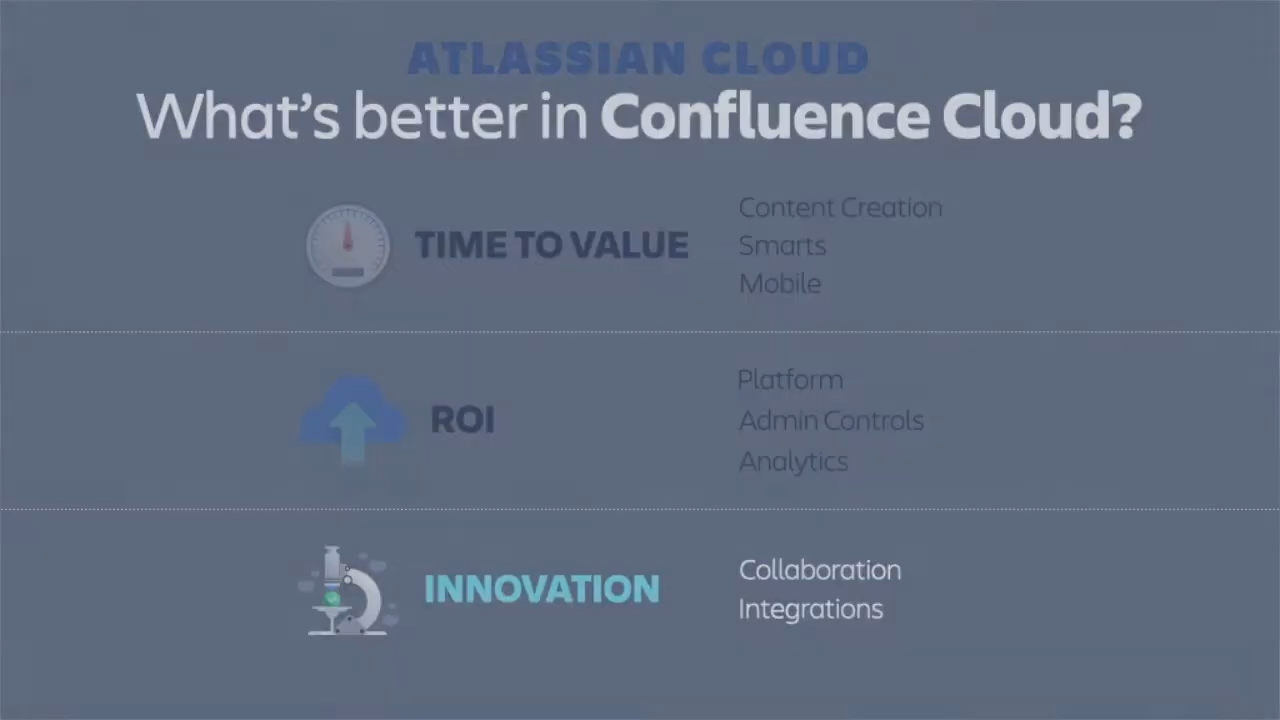 ATLASSIAN CLOUD
What's better in Confluence Cloud?
TIME TO VALUE
Content Creation
Smarts
Mobile
ROI
Platform
Admin Controls
Analytics
INNOVATION
Collaboration
Integrations